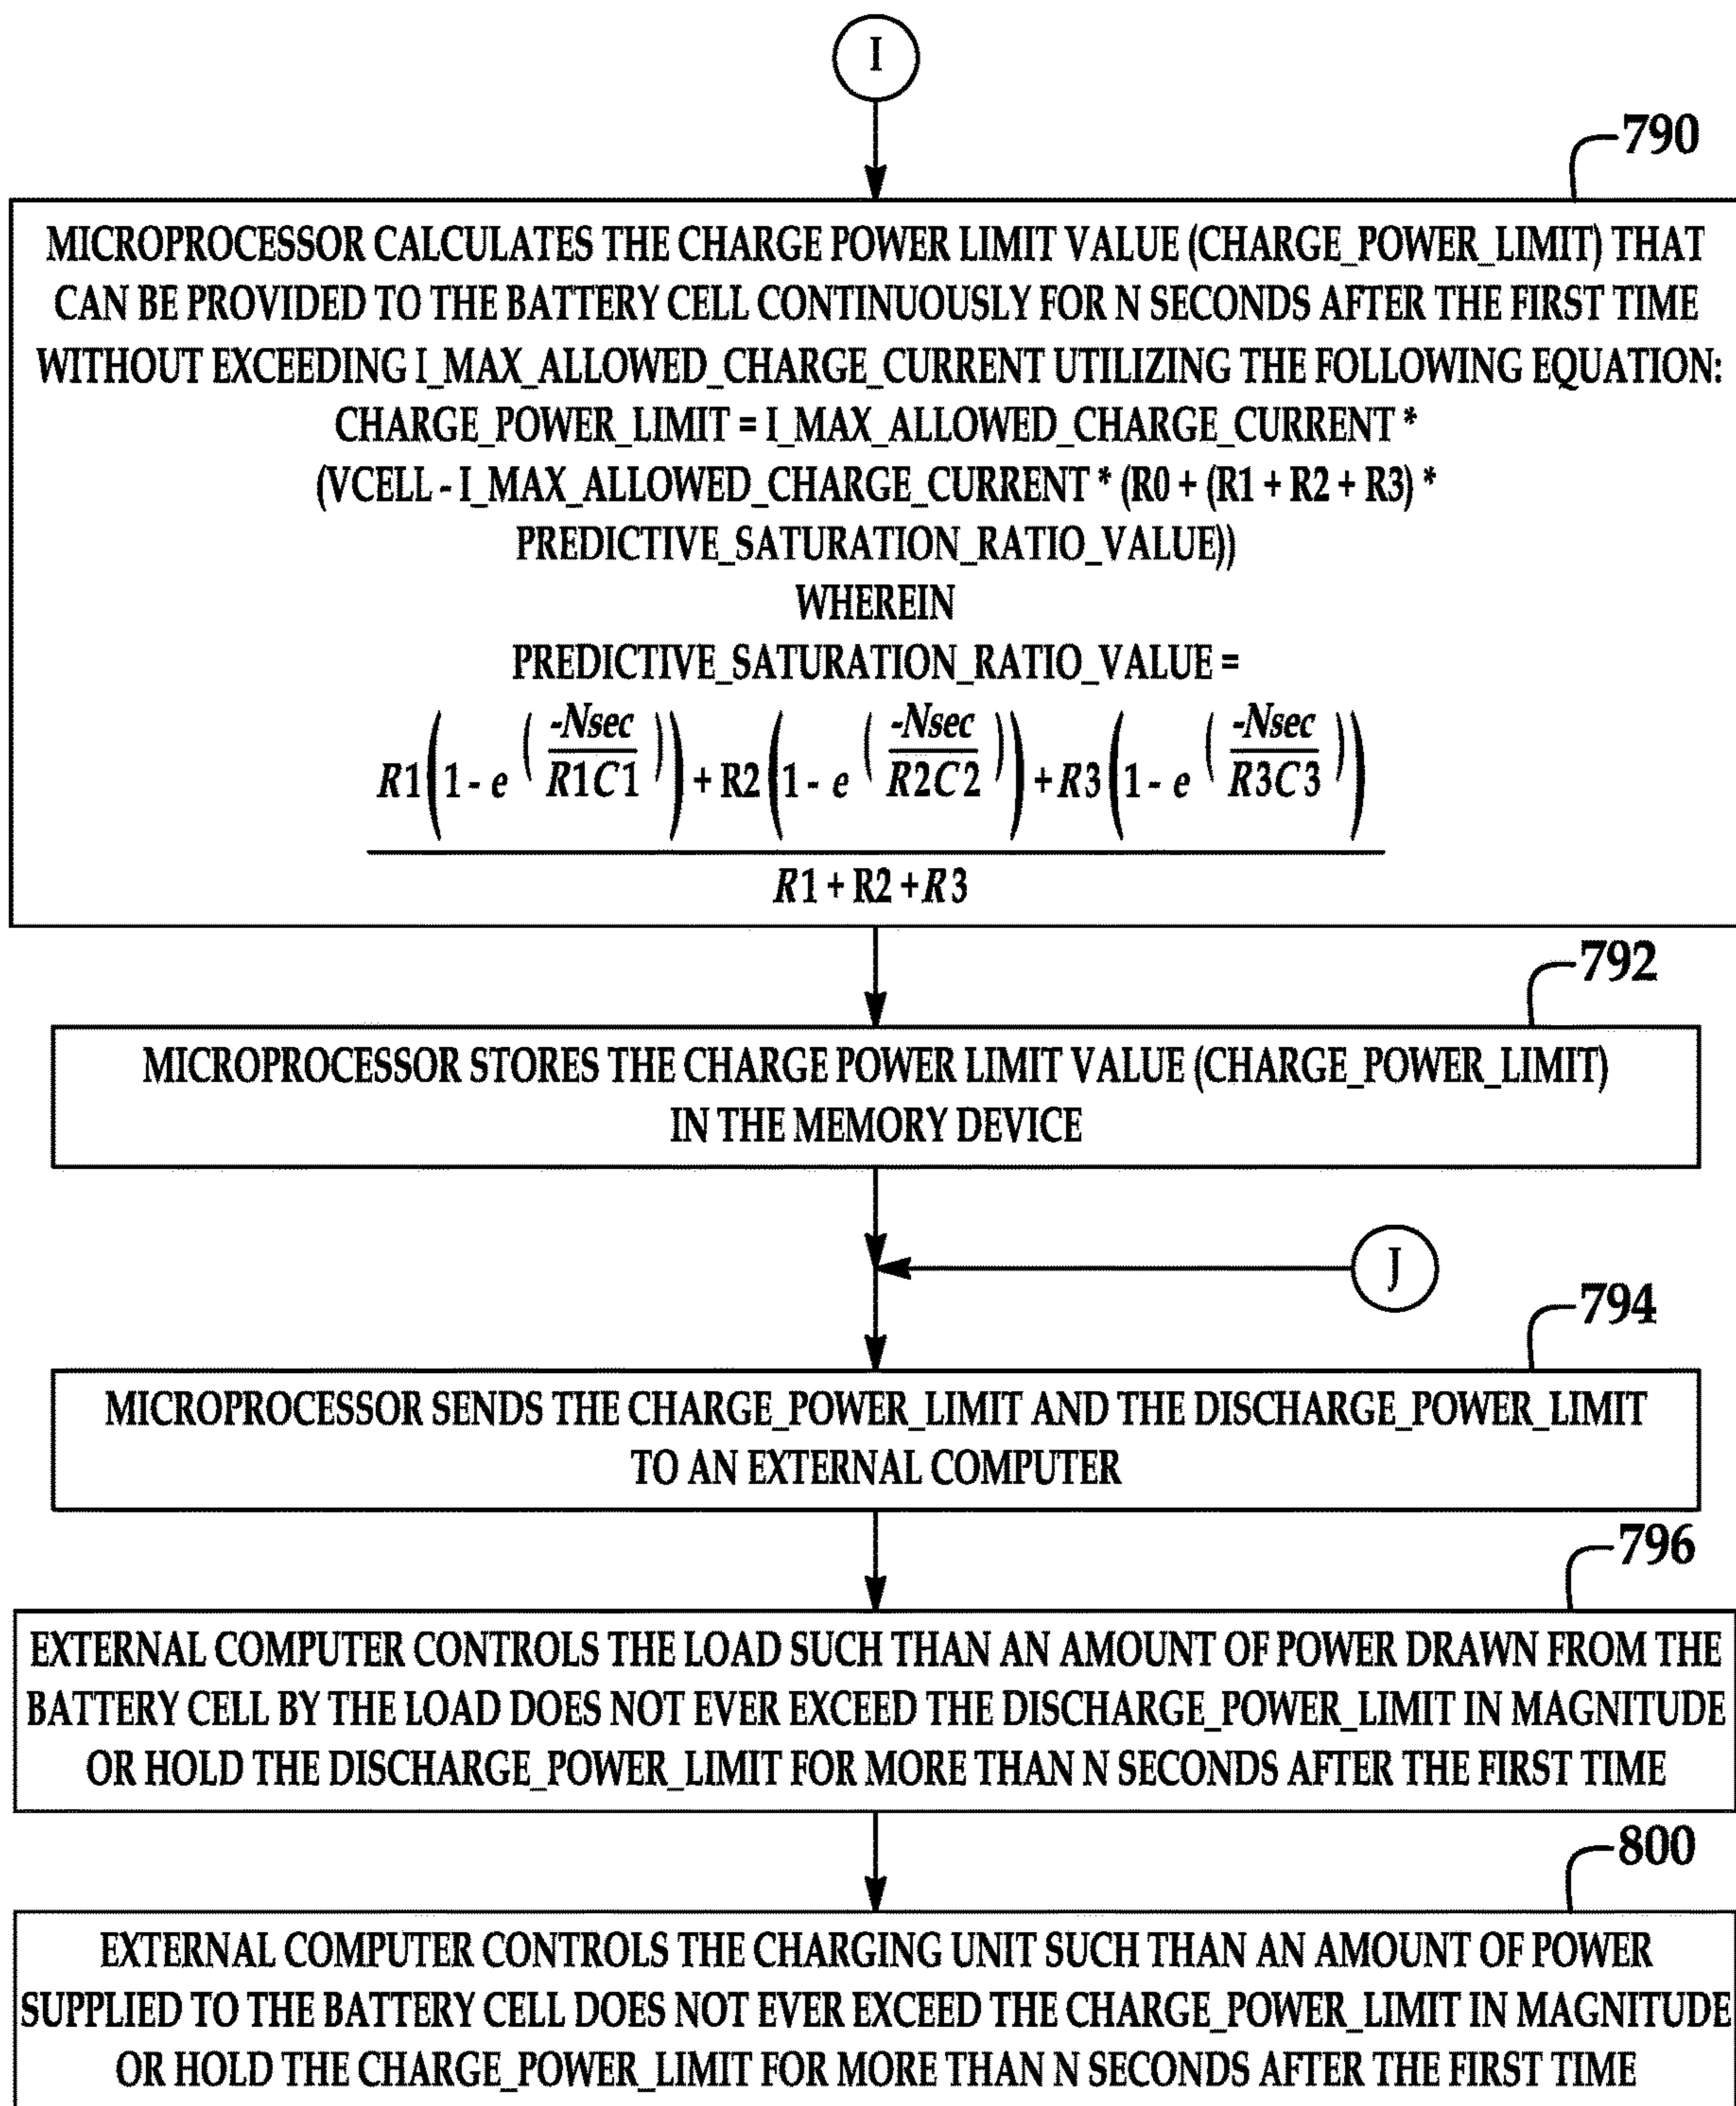 I
790
MICROPROCESSOR CALCULATES THE CHARGE POWER LIMIT VALUE (CHARGE_POWER_LIMIT) THAT
CAN BE PROVIDED TO THE BATTERY CELL CONTINUOUSLY FOR N SECONDS AFTER THE FIRST TIME
WITHOUT EXCEEDING I_MAX_ALLOWED_CHARGE_CURRENT UTILIZING THE FOLLOWING EQUATION:
CHARGE_POWER_LIMIT = I_MAX_ALLOWED_CHARGE_CURRENT *
(VCELL - I_MAX_ALLOWED_CHARGE_CURRENT * (R0 + (R1 + R2 + R3) *
PREDICTIVE_SATURATION_RATIO_VALUE))
WHEREIN
PREDICTIVE_SATURATION_RATIO_VALUE =
-Nsec -Nsec -Nsec
R1(1 - e ( R1C1 )) + R2(1 - e ( R2C2 )) + R3(1 - e ( R3C3 ))
R1 + R2 + R3
792
MICROPROCESSOR STORES THE CHARGE POWER LIMIT VALUE (CHARGE_POWER_LIMIT)
IN THE MEMORY DEVICE
J
794
MICROPROCESSOR SENDS THE CHARGE_POWER_LIMIT AND THE DISCHARGE_POWER_LIMIT
TO AN EXTERNAL COMPUTER
796
EXTERNAL COMPUTER CONTROLS THE LOAD SUCH THAN AN AMOUNT OF POWER DRAWN FROM THE
BATTERY CELL BY THE LOAD DOES NOT EVER EXCEED THE DISCHARGE_POWER_LIMIT IN MAGNITUDE
OR HOLD THE DISCHARGE_POWER_LIMIT FOR MORE THAN N SECONDS AFTER THE FIRST TIME
800
EXTERNAL COMPUTER CONTROLS THE CHARGING UNIT SUCH THAN AN AMOUNT OF POWER
SUPPLIED TO THE BATTERY CELL DOES NOT EVER EXCEED THE CHARGE_POWER_LIMIT IN MAGNITUDE
OR HOLD THE CHARGE_POWER_LIMIT FOR MORE THAN N SECONDS AFTER THE FIRST TIME